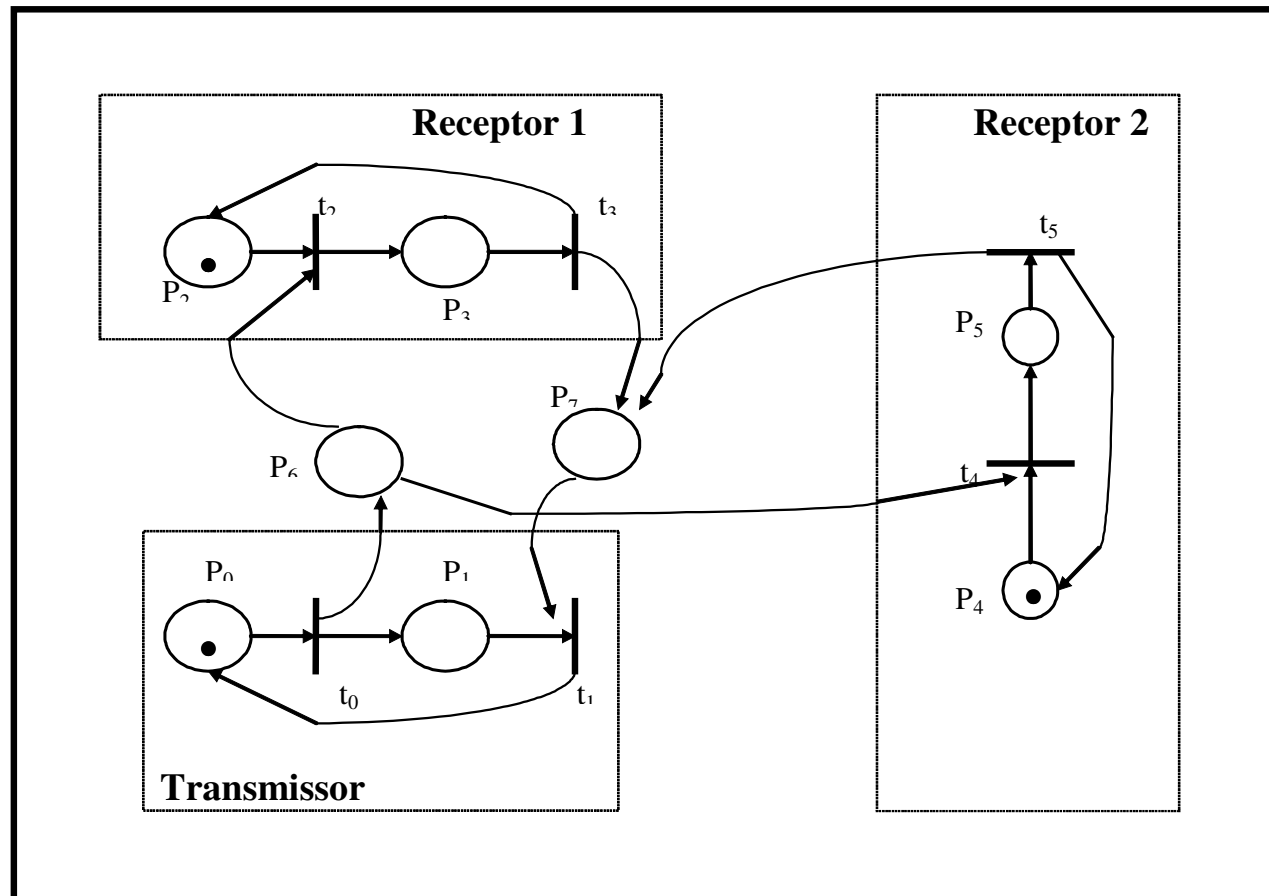 Receptor 1
Receptor 2
t2
t3
t5
P2
P3
P5
P7
P6
t4
P0
P1
P4
t0
t1
Transmissor